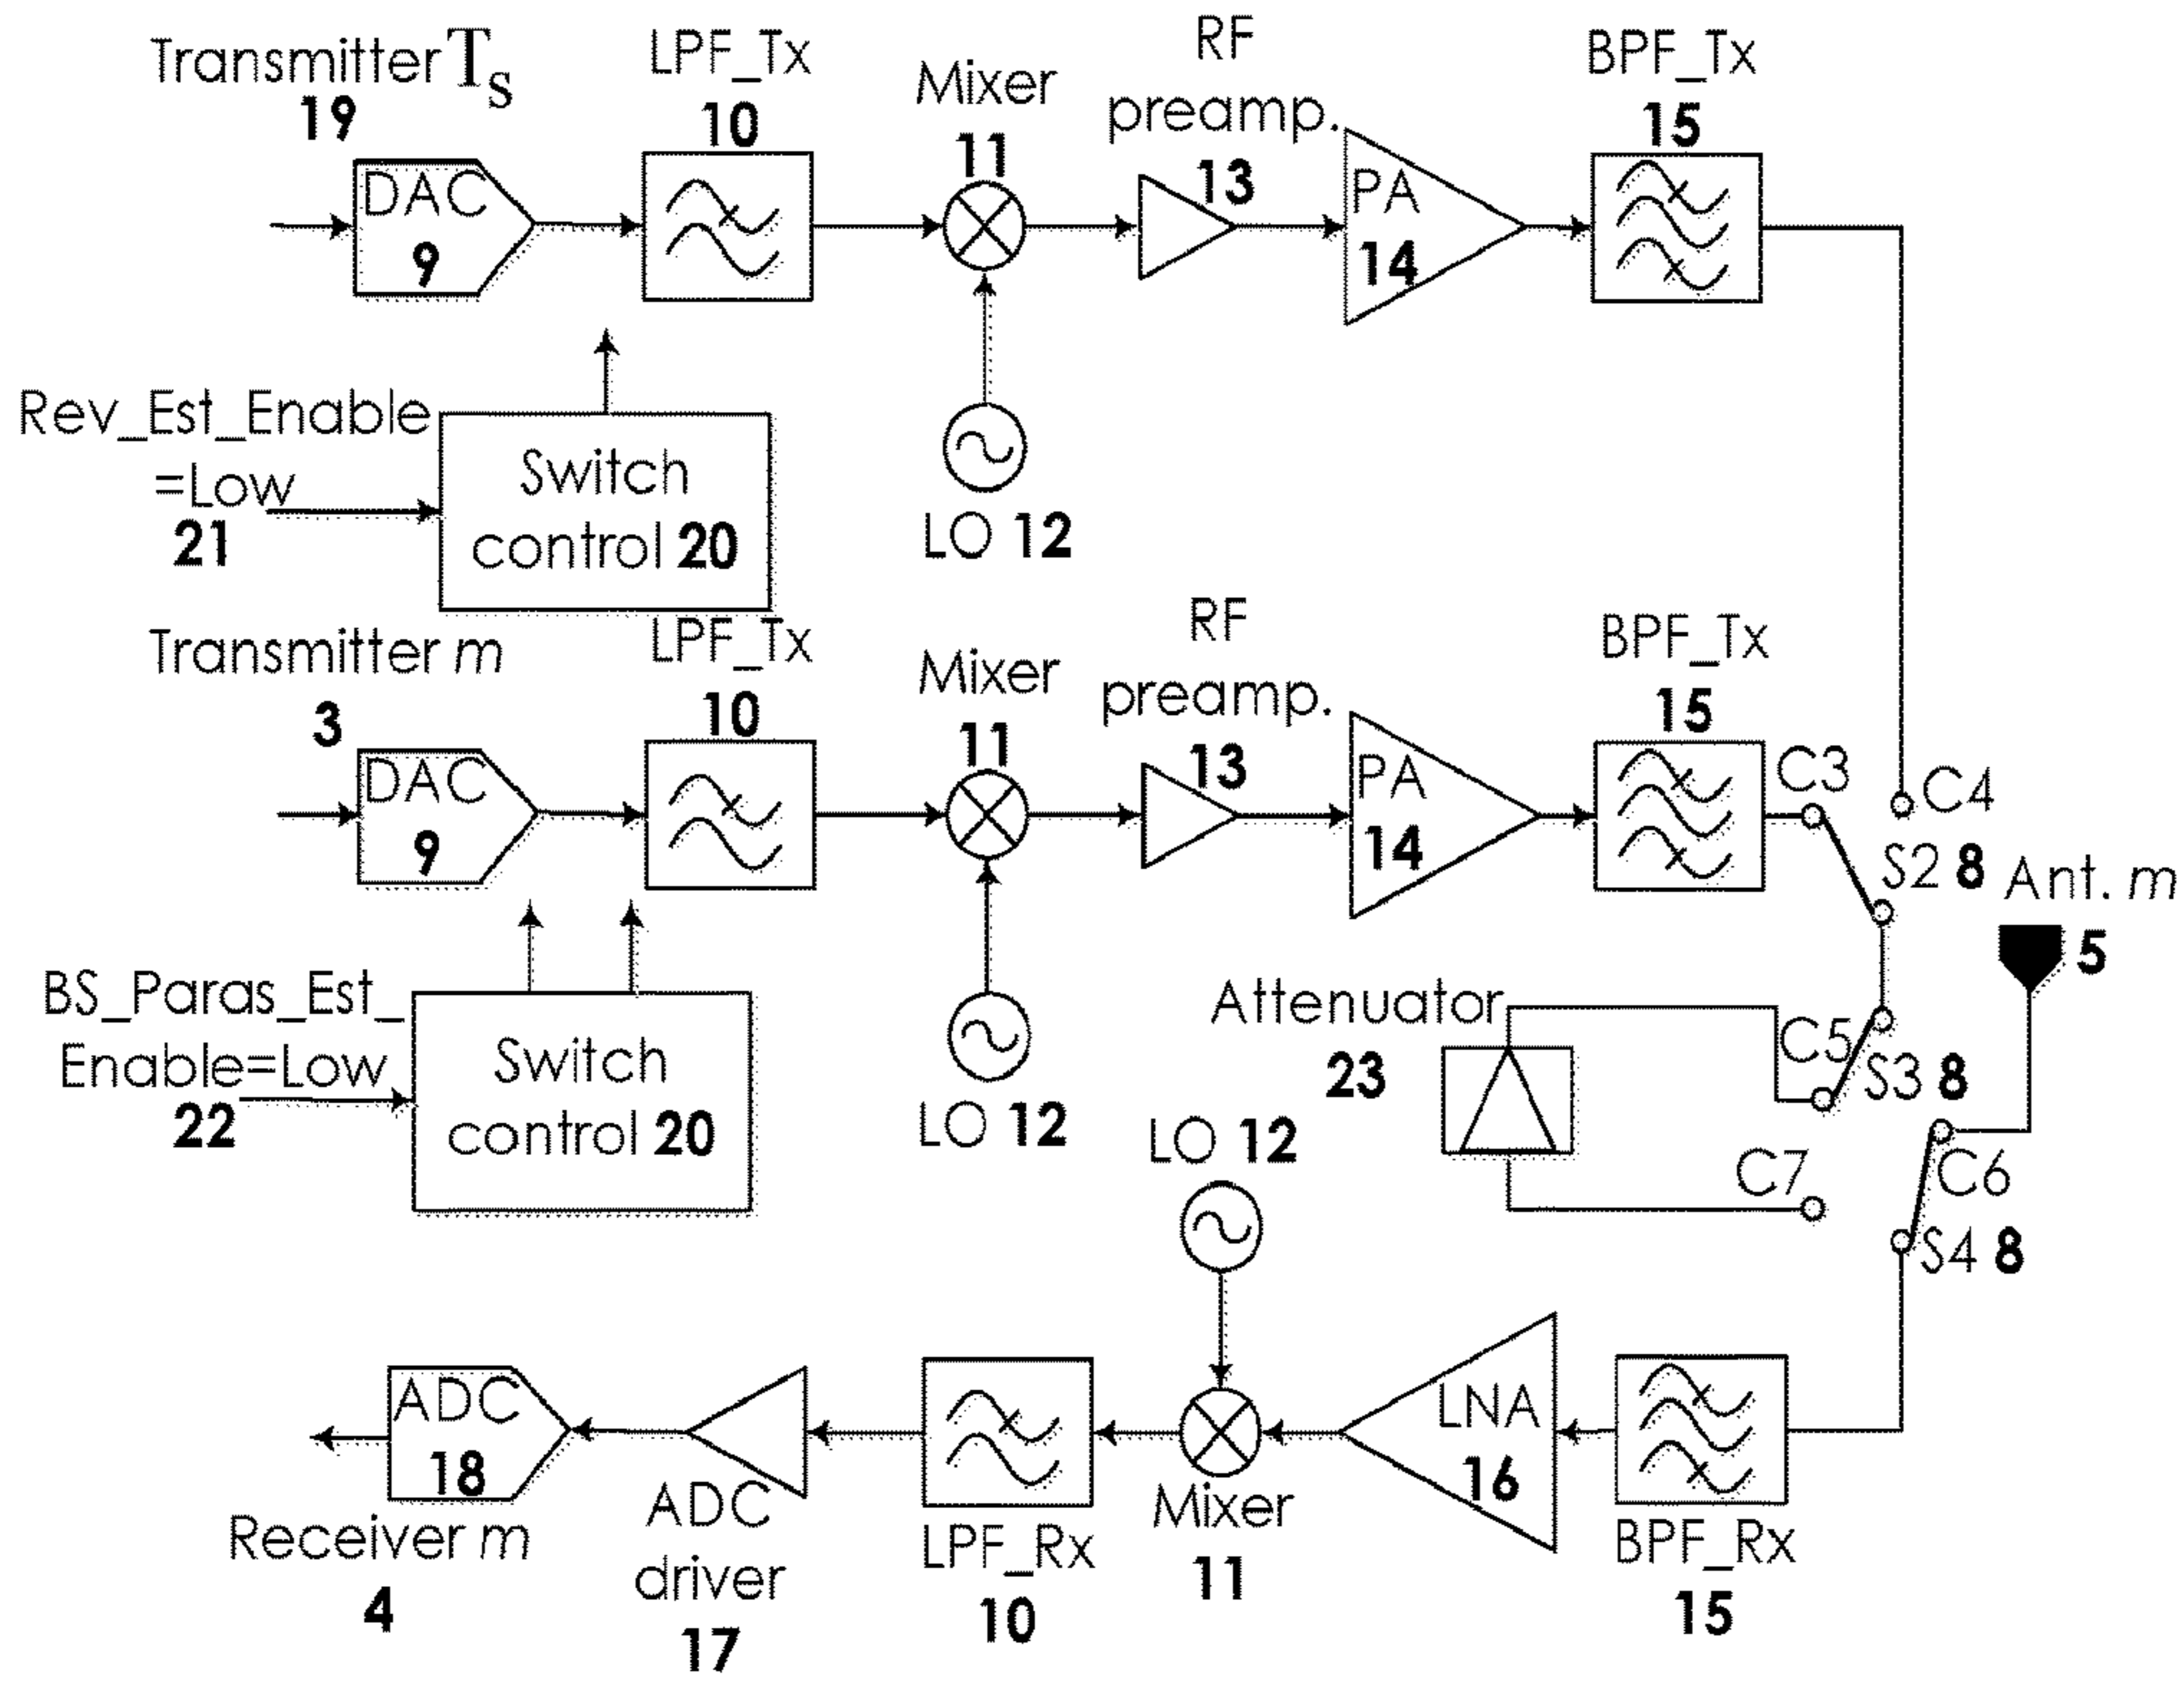 Transmitter Ts
19
LPF_Tx
10
Mixer
11
RF
preamp.
13
BPF_Tx
15
DAC
9
PA
14
Rev_Est_Enable
=Low
21
Switch
control 20
LO 12
Transmitter m
3
LPF_Tx
10
Mixer
11
RF
preamp.
13
BPF_Tx
15
C3
C4
S2 8
Ant. m
5
DAC
9
PA
14
BS_Paras_Est_
Enable=Low
22
Switch
control 20
LO 12
Attenuator
23
C5
S3 8
LO 12
C7
C6
S4 8
ADC
18
Receiver m
4
ADC
driver
17
LPF_Rx
10
Mixer
11
LNA
16
BPF_Rx
15